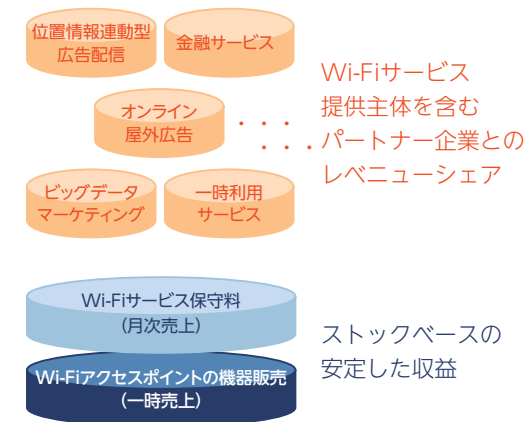 位置情報連動型
広告配信
金融サービス
オンライン
屋外広告
・・・
・・・
Wi-Fiサービス
提供主体を含む
パートナー企業との
レベニューシェア
ビッグデータ
マーケティング
一時利用
サービス
Wi-Fiサービス保守料
(月次売上)
Wi-Fiアクセスポイントの機器販売
(一時売上)
ストックベースの
安定した収益